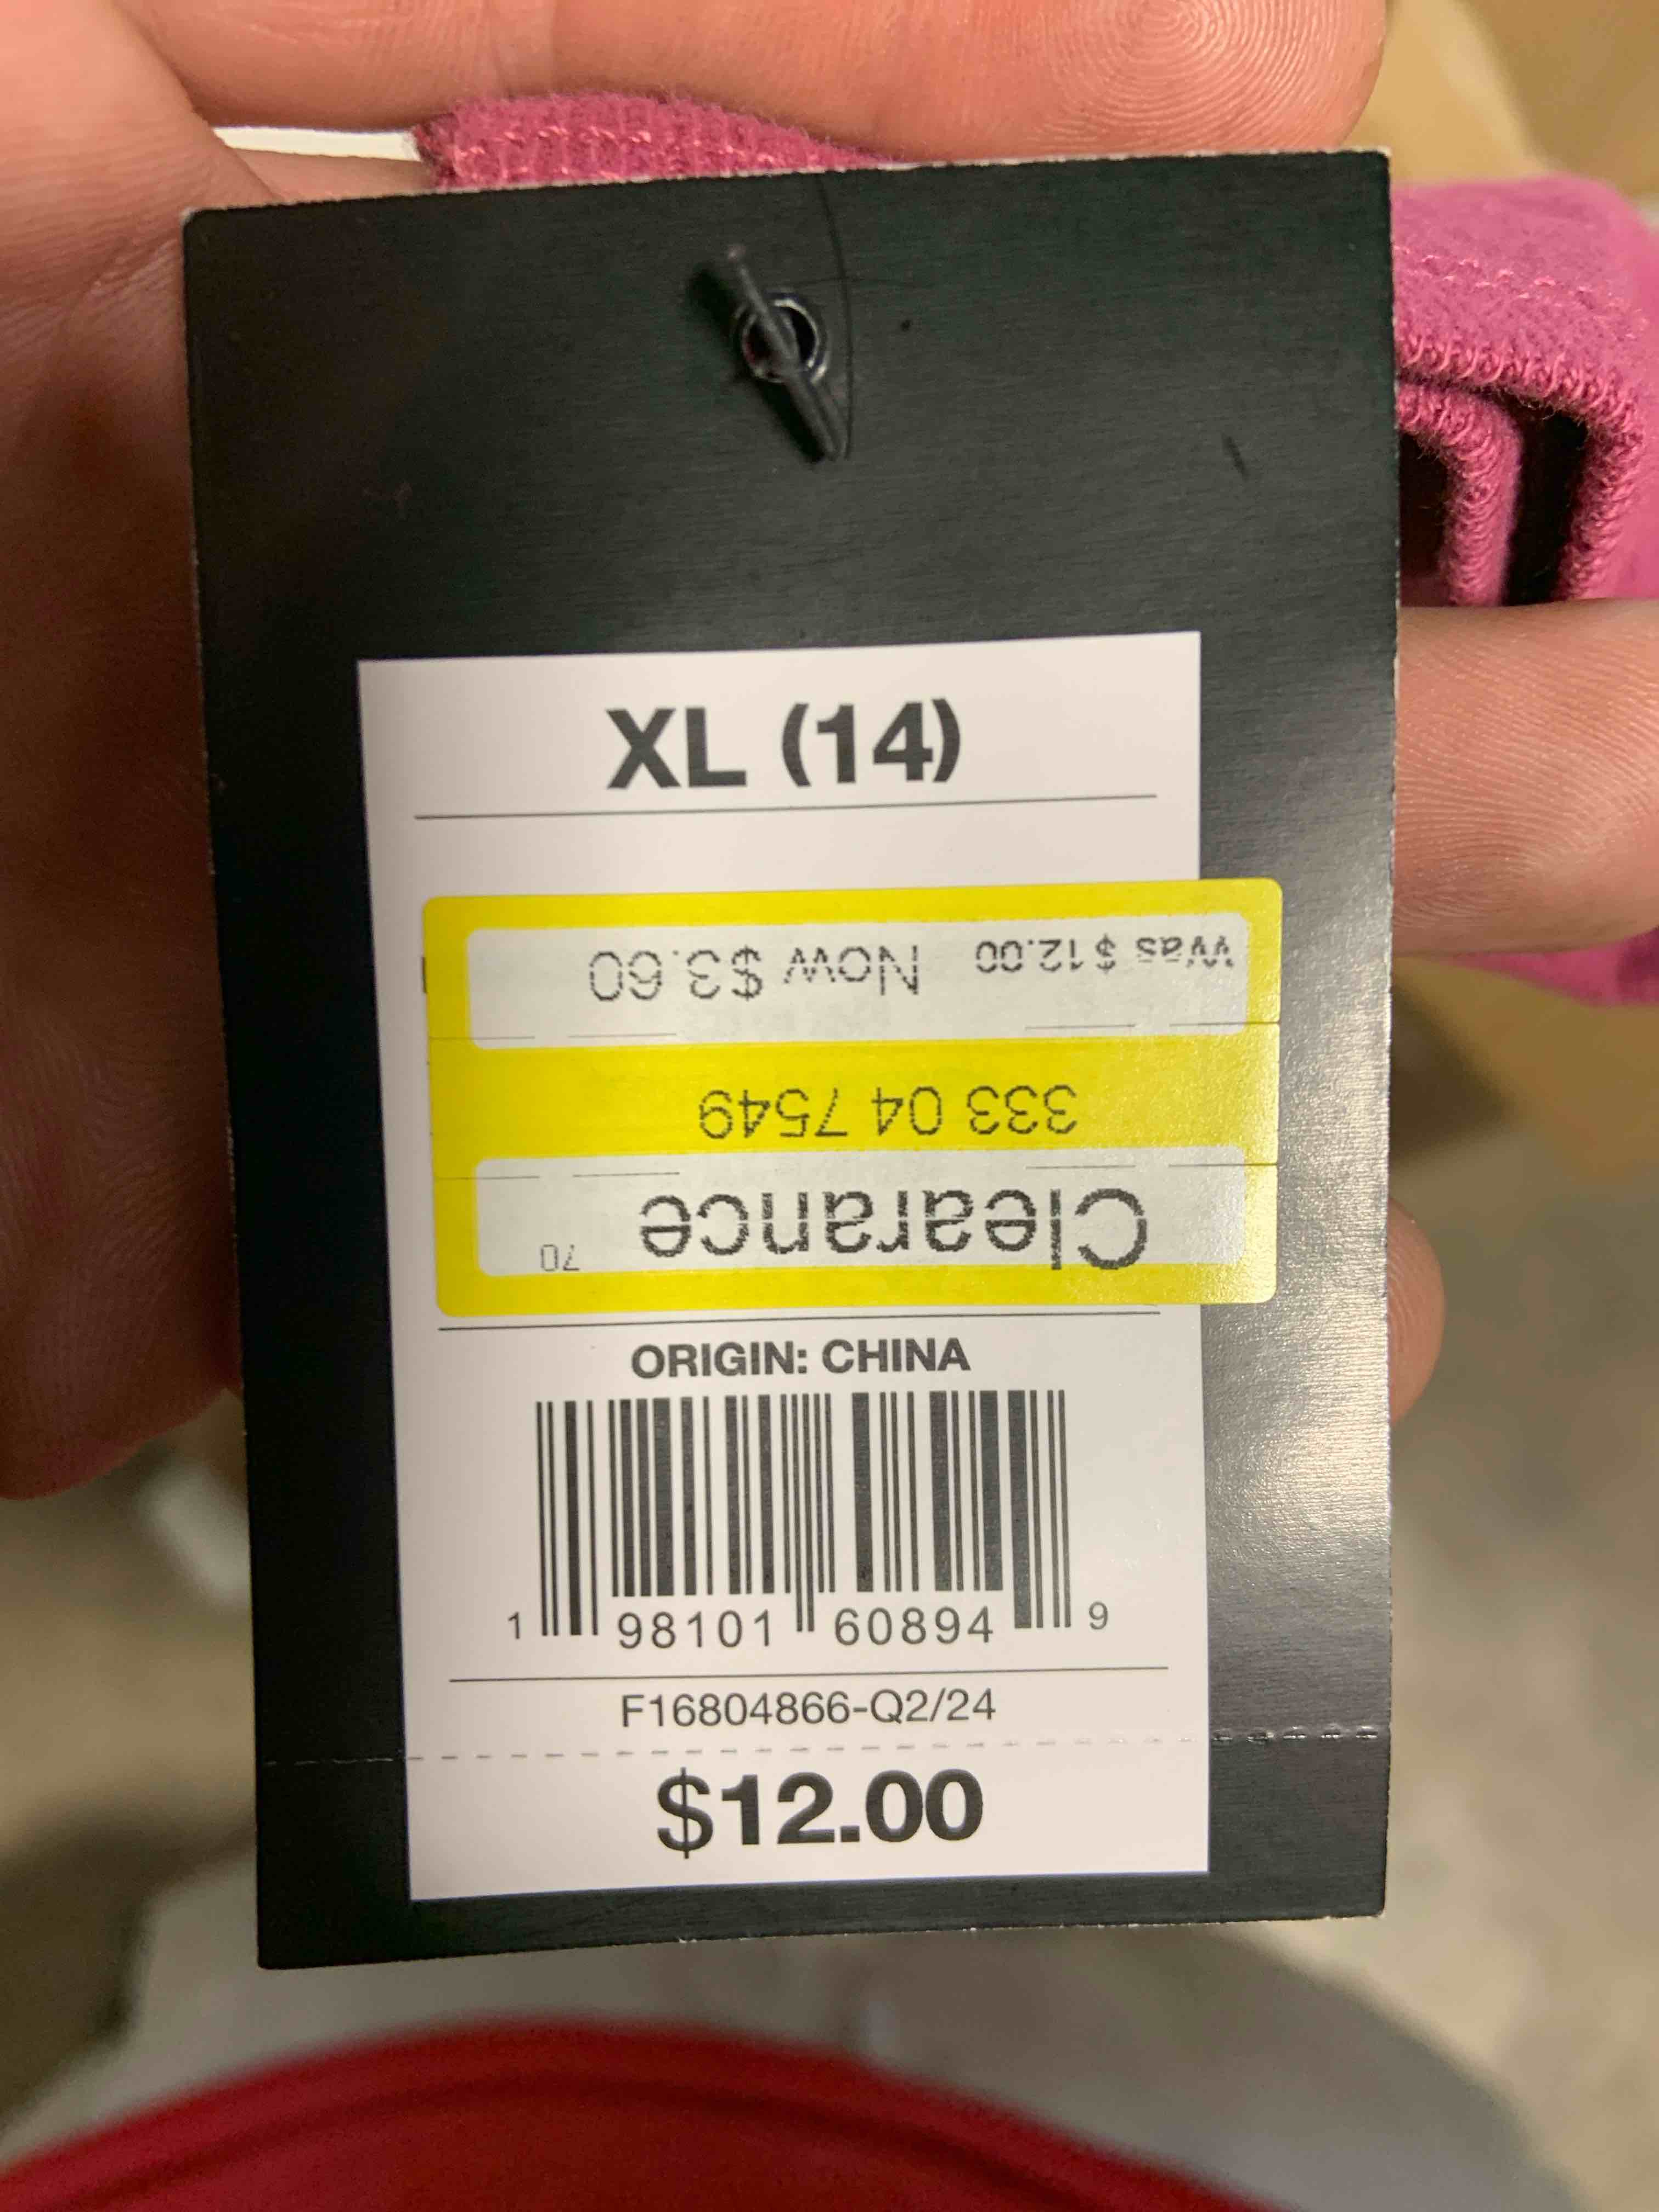 XL (14)
Clearance 70
333 04 7549
Was $12.00 Now $3.60
ORIGIN: CHINA
1 98101 60894 9
F16804866-Q2/24
$12.00